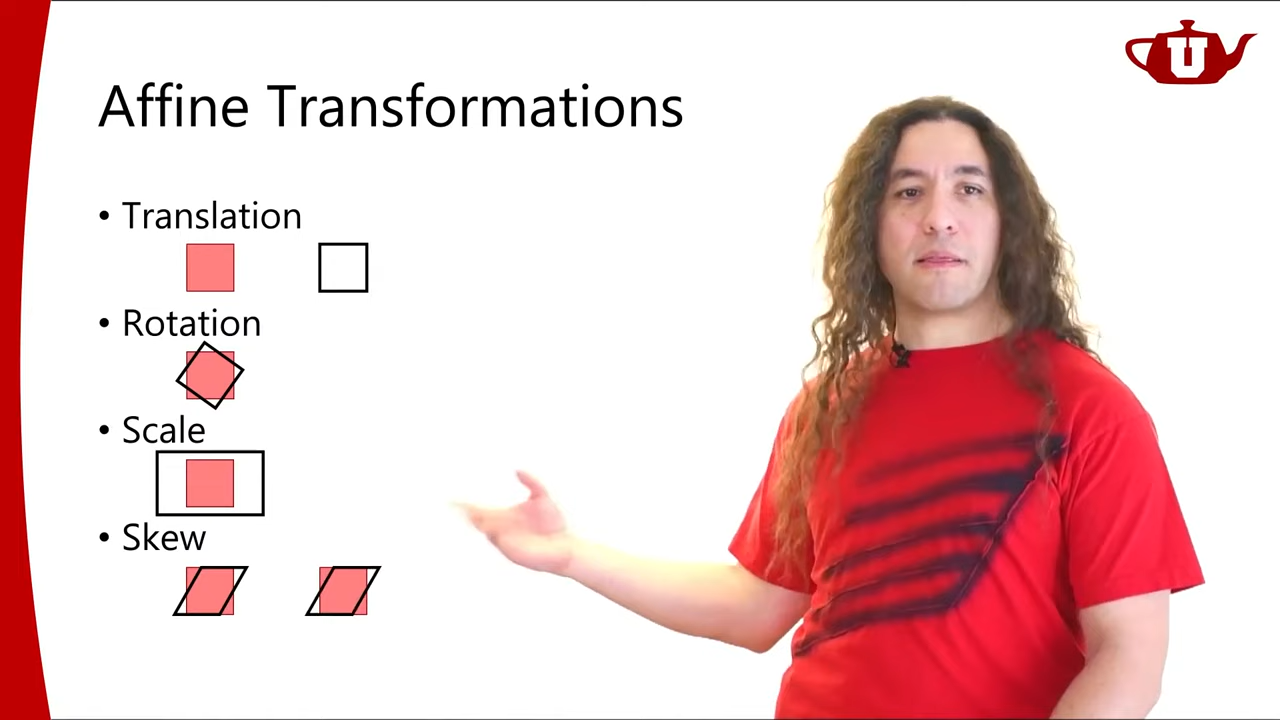 U
Affine Transformations
• Translation
• Rotation
• Scale
• Skew